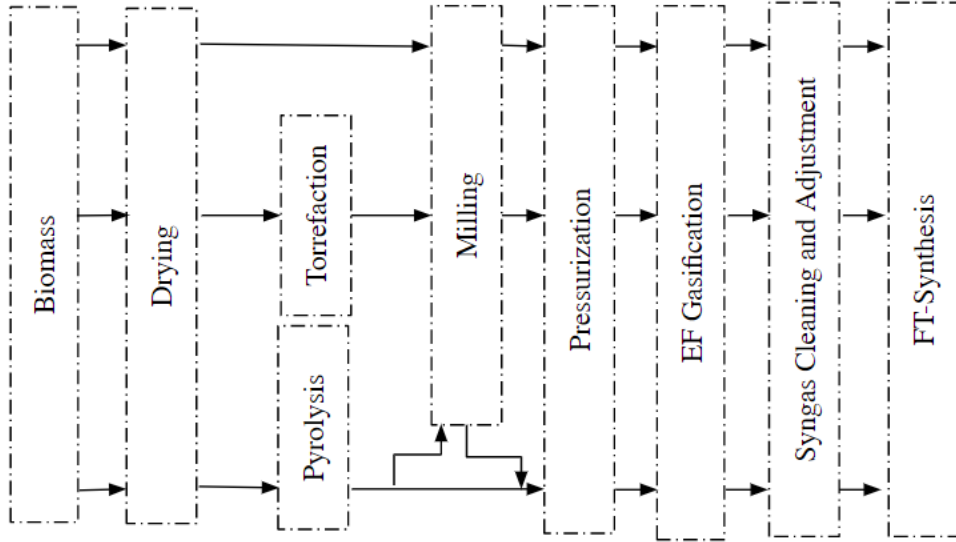 Biomass
Drying
Torrefaction
Pyrolysis
Milling
Pressurization
EF Gasification
Syngas Cleaning and Adjustment
FT-Synthesis